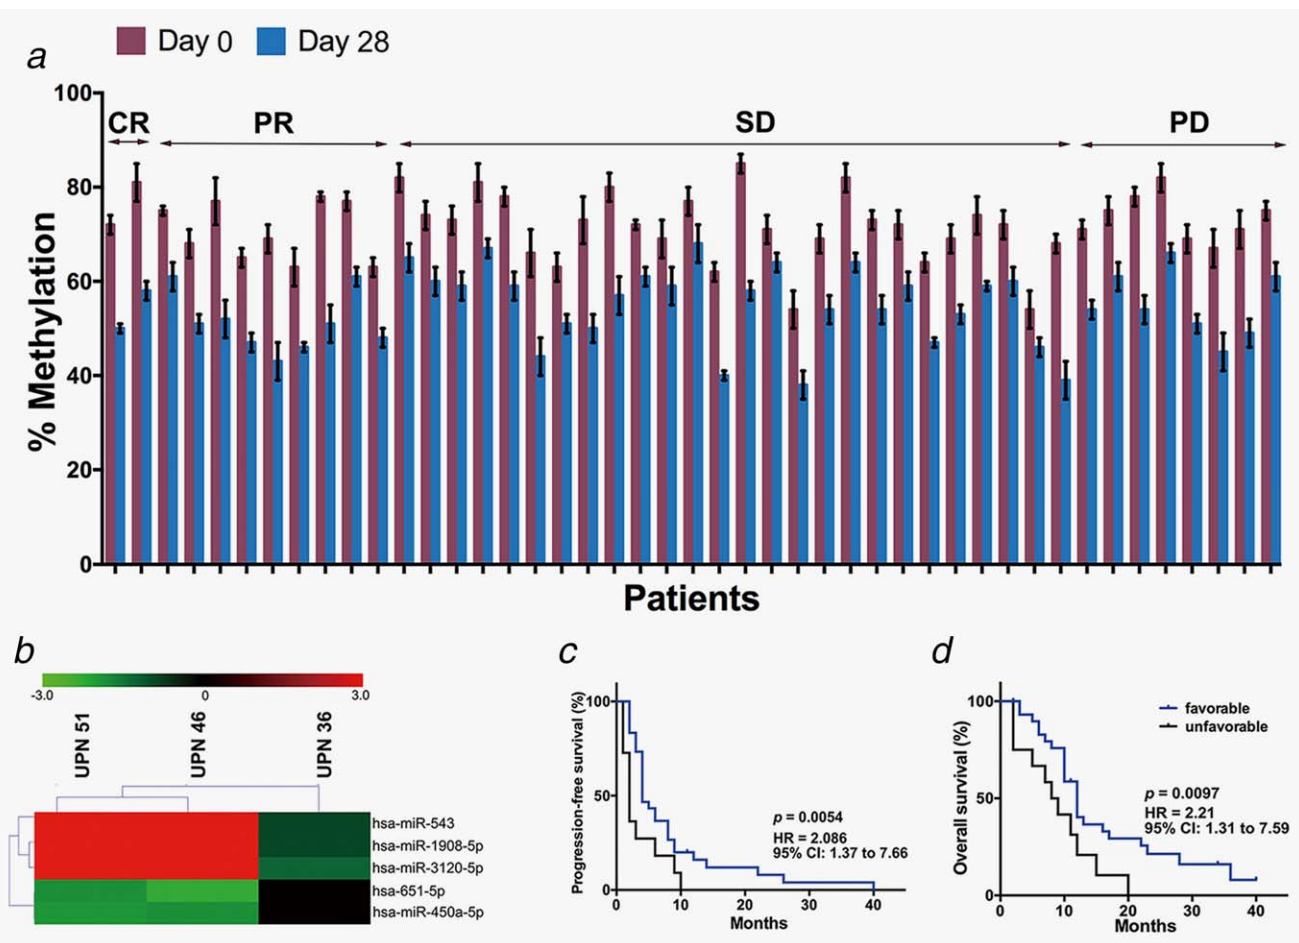 a
Day 0
Day 28
CR
PR
SD
PD
% Methylation
100
80
60
40
20
0
Patients
b
-3.0
0
3.0
UPN 51
UPN 46
UPN 36
hsa-miR-543
hsa-miR-1908-5p
hsa-miR-3120-5p
hsa-651-5p
hsa-miR-450a-5p
c
Progression-free survival (%)
100
50
0
p = 0.0054
HR = 2.086
95% CI: 1.37 to 7.66
0
10
20
30
40
Months
d
Overall survival (%)
100
50
0
favorable
unfavorable
p = 0.0097
HR = 2.21
95% CI: 1.31 to 7.59
0
10
20
30
40
Months